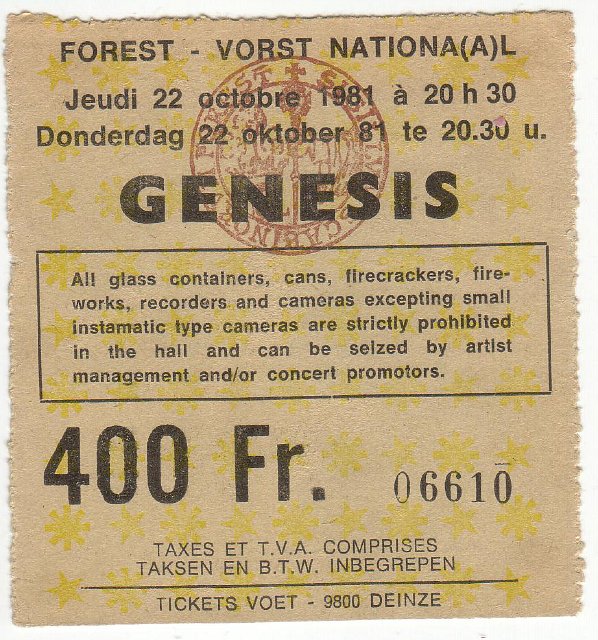 FOREST - VORST NATIONA(A)L
Jeudi 22 octobre 1981 à 20 h 30
Donderdag 22 oktober 81 te 20.30 u.
GENESIS
All glass containers, cans, firecrackers, fire-
works, recorders and cameras excepting small
instamatic type cameras are strictly prohibited
in the hall and can be seized by artist
management and/or concert promotors.
400 Fr.
06610
TAXES ET T.V.A. COMPRISES
TAKSEN EN B.T.W. INBEGREPEN
TICKETS VOET - 9800 DEINZE